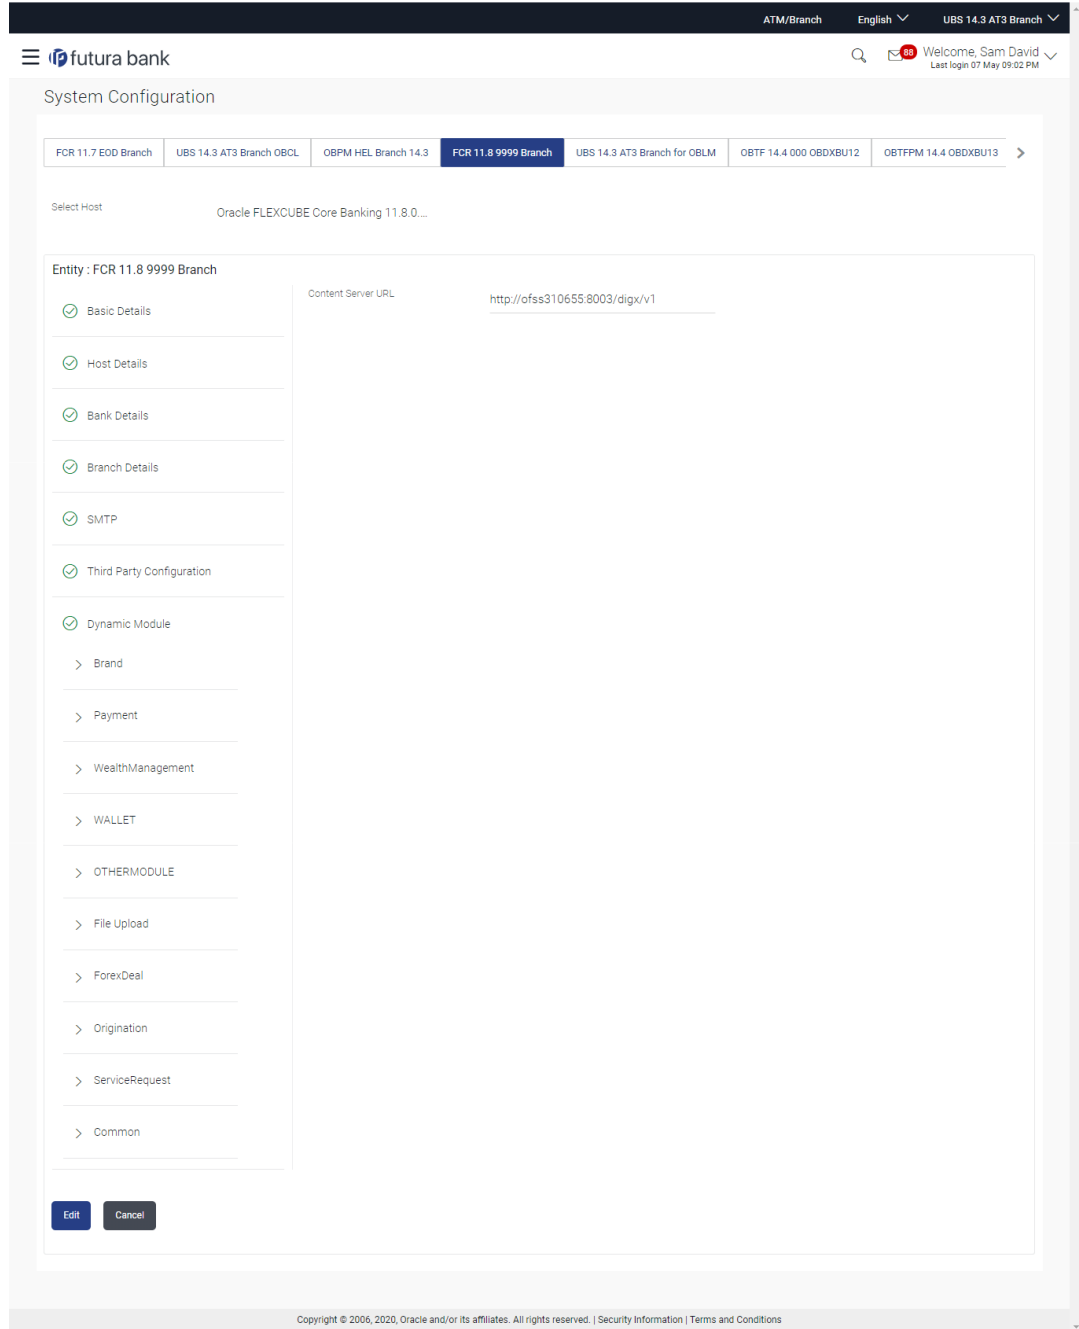 ATM/Branch English UBS 14.3 AT3 Branch
futura bank 88 Welcome, Sam David
Last login 07 May 09:02 PM
System Configuration
FCR 11.7 EOD Branch UBS 14.3 AT3 Branch OBCL OBPM HEL Branch 14.3 FCR 11.8 9999 Branch UBS 14.3 AT3 Branch for OBLM OBTF 14.4 000 OBDXBU12 OBTFPM 14.4 OBDXBU13
Select Host Oracle FLEXCUBE Core Banking 11.8.0....
Entity : FCR 11.8 9999 Branch
Content Server URL http://ofss310655:8003/digx/v1
Basic Details
Host Details
Bank Details
Branch Details
SMTP
Third Party Configuration
Dynamic Module
Brand
Payment
WealthManagement
WALLET
OTHERMODULE
File Upload
ForexDeal
Origination
ServiceRequest
Common
Edit Cancel
Copyright © 2006, 2020, Oracle and/or its affiliates. All rights reserved. | Security Information | Terms and Conditions